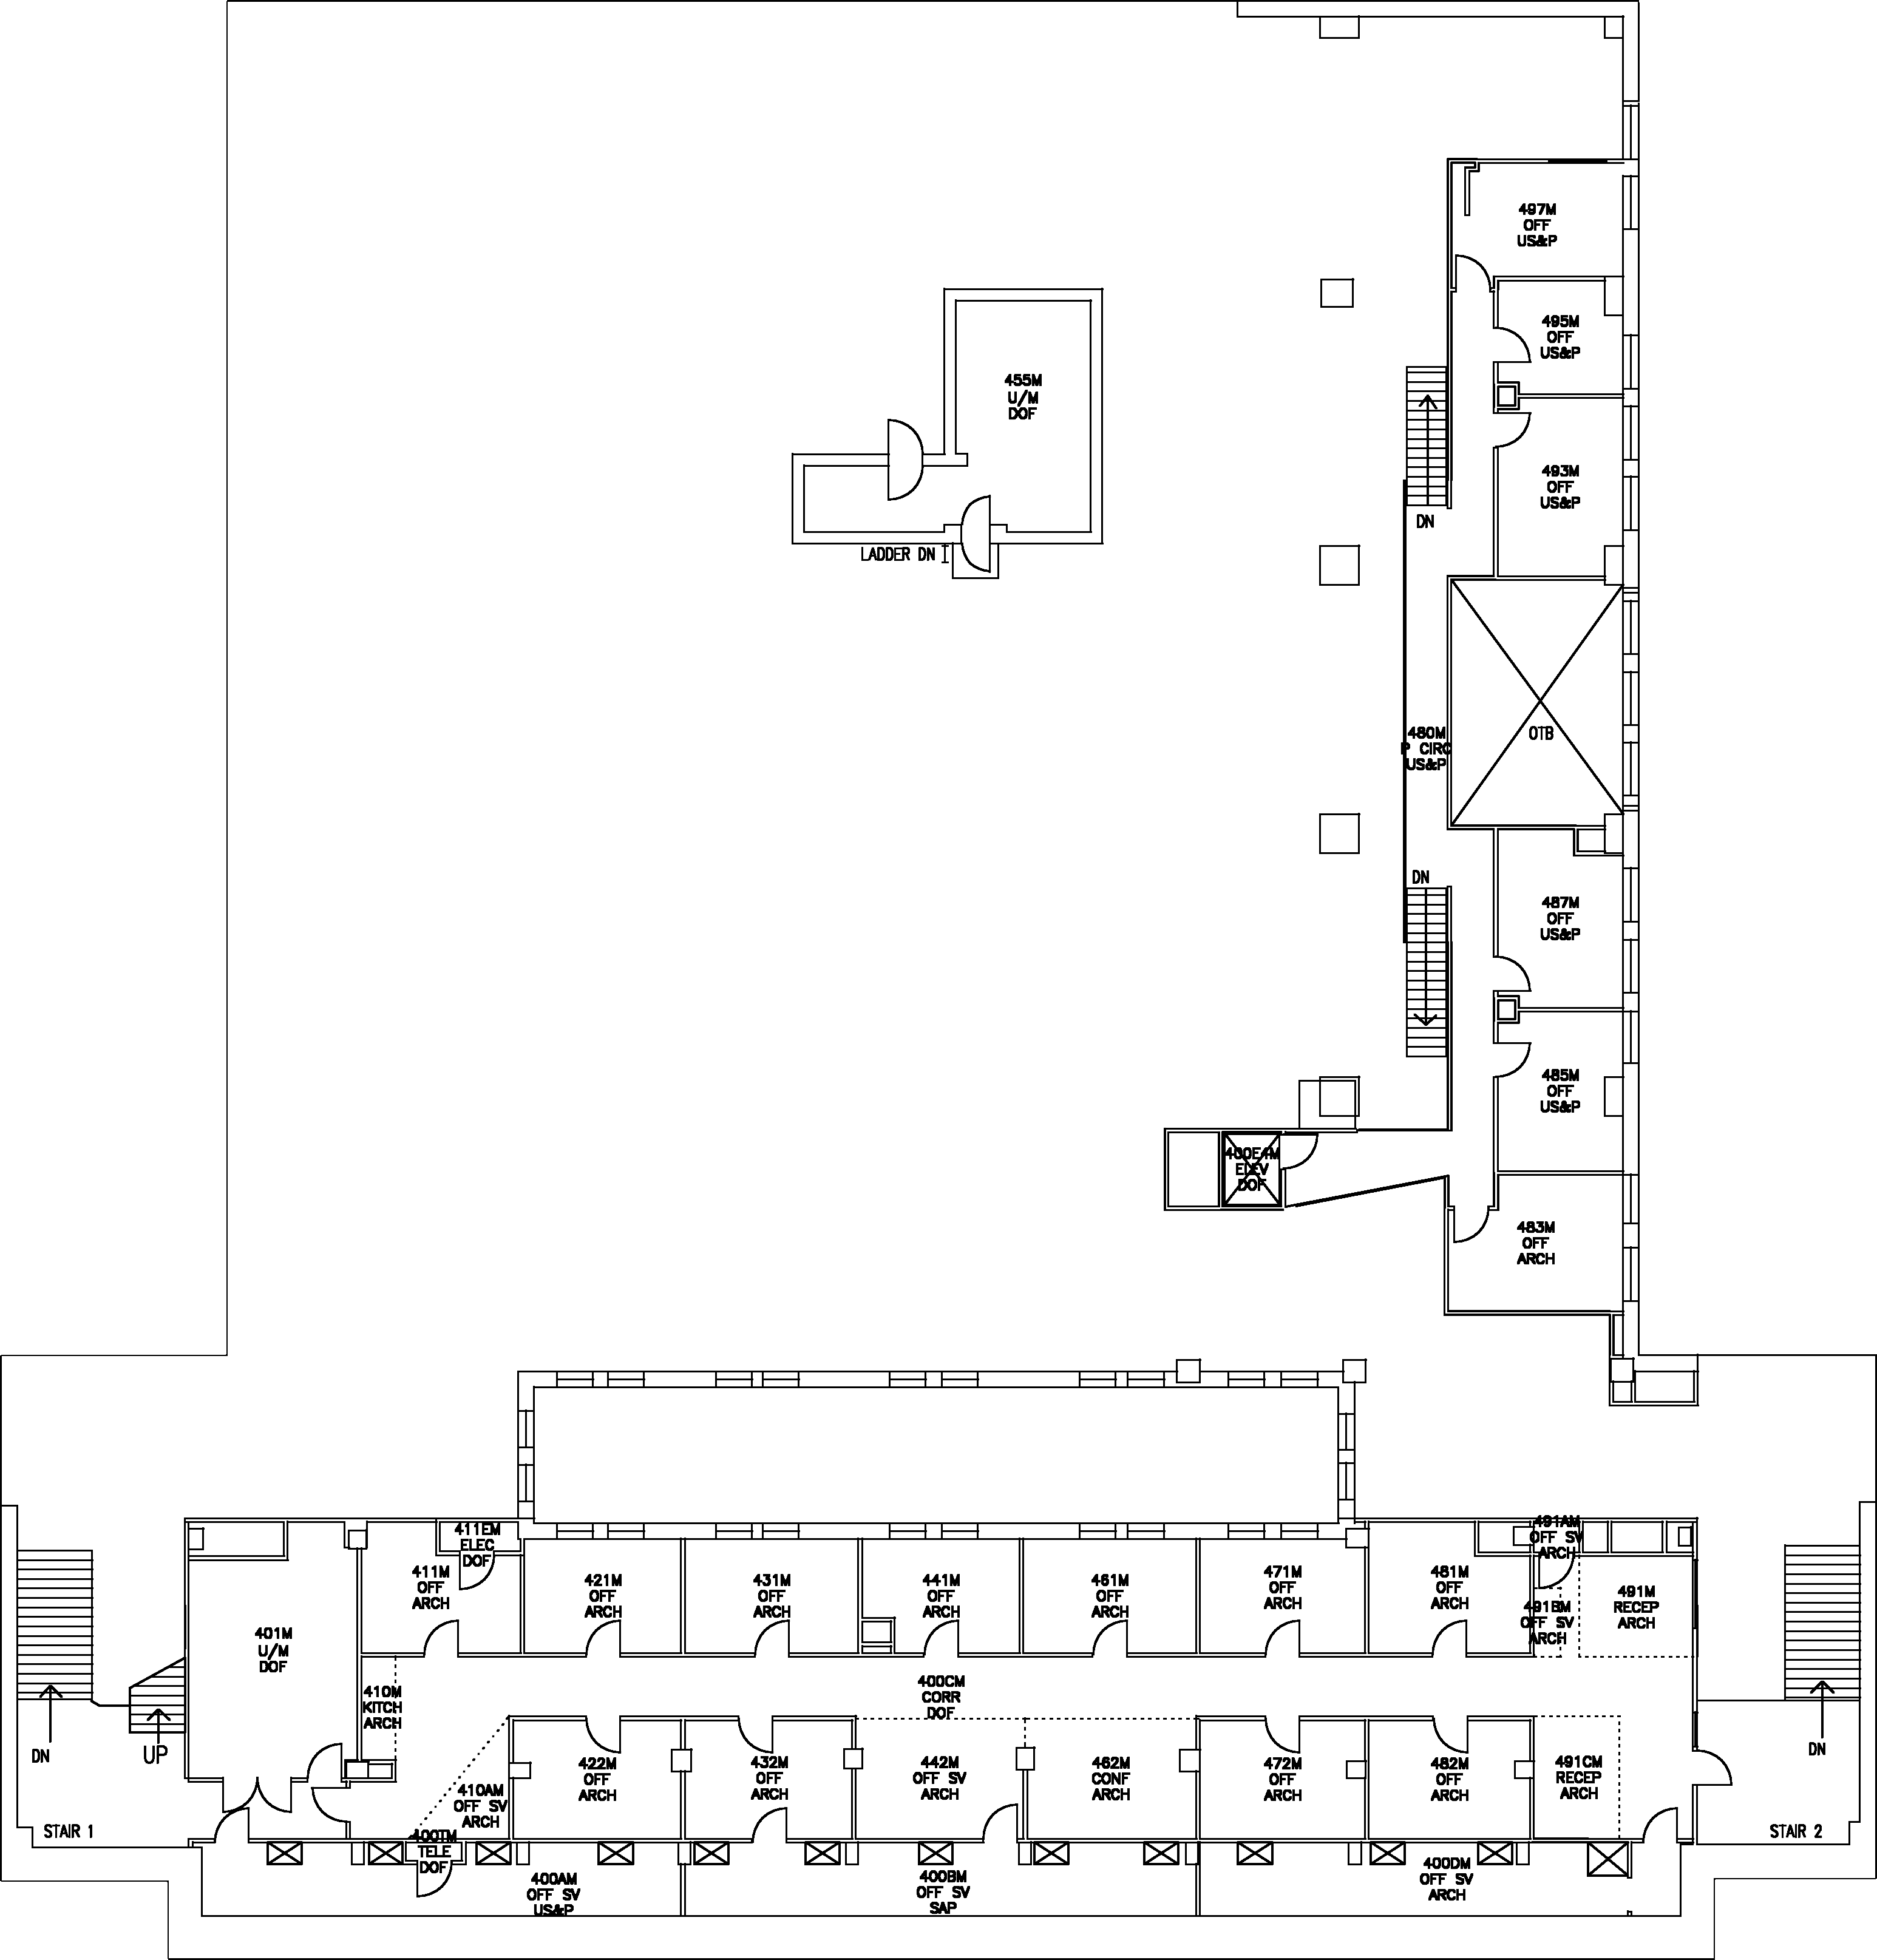 497M
OFF
US&P
495M
OFF
US&P
455M
U/M
DOF
493M
OFF
US&P
DN
LADDER DN
480M
P CIRC
US&P
OTB
DN
487M
OFF
US&P
485M
OFF
US&P
400E4M
ELEV
DOF
483M
OFF
ARCH
411EM
ELEC
DOF
491AM
OFF SV
ARCH
411M
OFF
ARCH
421M
OFF
ARCH
431M
OFF
ARCH
441M
OFF
ARCH
461M
OFF
ARCH
471M
OFF
ARCH
481M
OFF
ARCH
491BM
OFF SV
ARCH
491M
RECEP
ARCH
401M
U/M
DOF
410M
KITCH
ARCH
400CM
CORR
DOF
DN
UP
DN
422M
OFF
ARCH
432M
OFF
ARCH
442M
OFF SV
ARCH
462M
CONF
ARCH
472M
OFF
ARCH
482M
OFF
ARCH
491CM
RECEP
ARCH
410AM
OFF SV
ARCH
STAIR 1
STAIR 2
400TM
TELE
DOF
400AM
OFF SV
US&P
400BM
OFF SV
SAP
400DM
OFF SV
ARCH